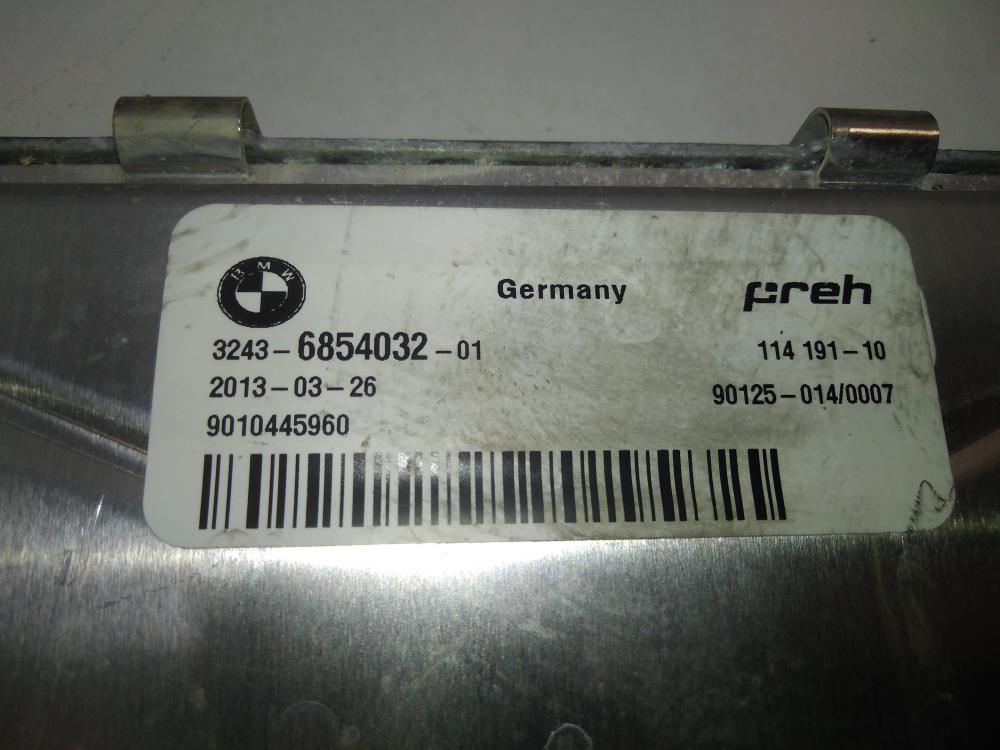 BMW
Germany
preh
3243-6854032-01
114 191-10
2013-03-26
90125-014/0007
9010445960